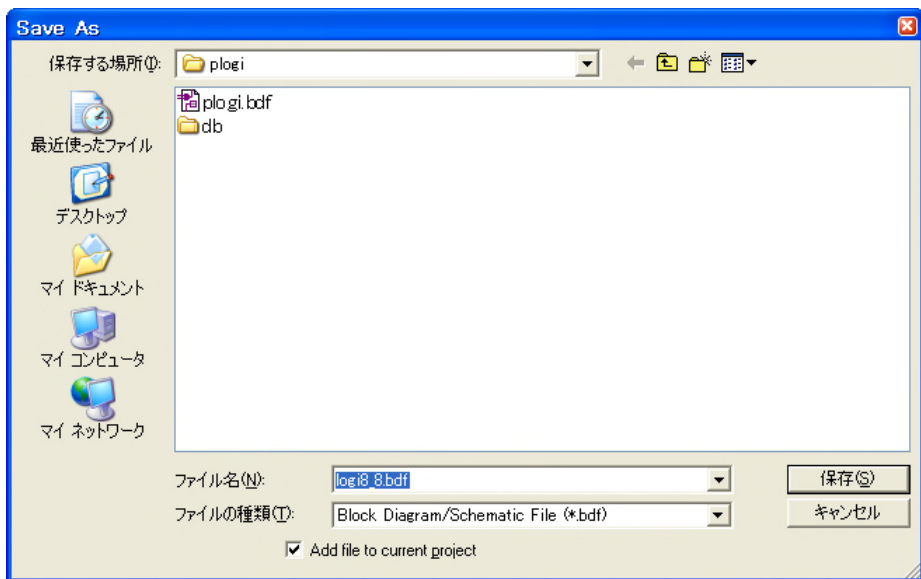 Save As
保存する場所(I):
plogi
最近使ったファイル
デスクトップ
マイ ドキュメント
マイ コンピュータ
マイ ネットワーク
plogi.bdf
db
ファイル名(N):
logi8_8.bdf
保存(S)
ファイルの種類(T):
Block Diagram/Schematic File (*.bdf)
キャンセル
Add file to current project